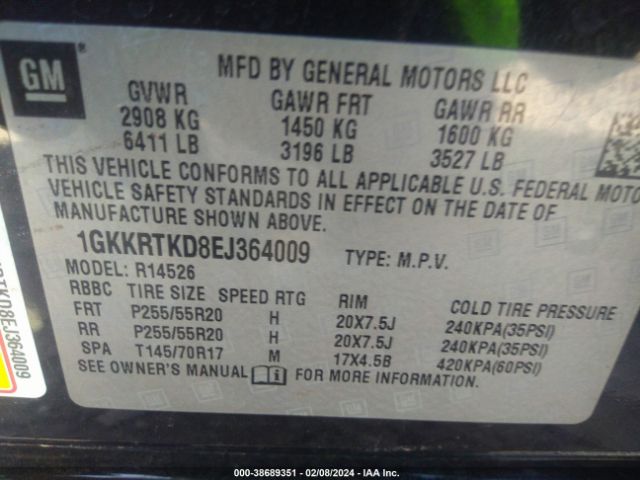 GM
MFD BY GENERAL MOTORS LLC
GVWR GAWR FRT GAWR RR
2908 KG 1450 KG 1600 KG
6411 LB 3196 LB 3527 LB
THIS VEHICLE CONFORMS TO ALL APPLICABLE U.S. FEDERAL MOTO
VEHICLE SAFETY STANDARDS IN EFFECT ON THE DATE OF
MANUFACTURE SHOWN ABOVE.
1GKKRTKD8EJ364009 TYPE: M.P.V.
MODEL: R14526
RBBC TIRE SIZE SPEED RTG RIM COLD TIRE PRESSURE
FRT P255/55R20 H 20X7.5J 240KPA(35PSI)
RR P255/55R20 H 20X7.5J 240KPA(35PSI)
SPA T145/70R17 M 17X4.5B 420KPA(60PSI)
SEE OWNER'S MANUAL i FOR MORE INFORMATION.
RTKD8EJ364009
000-38689351 | 02/08/2024 | IAA Inc.